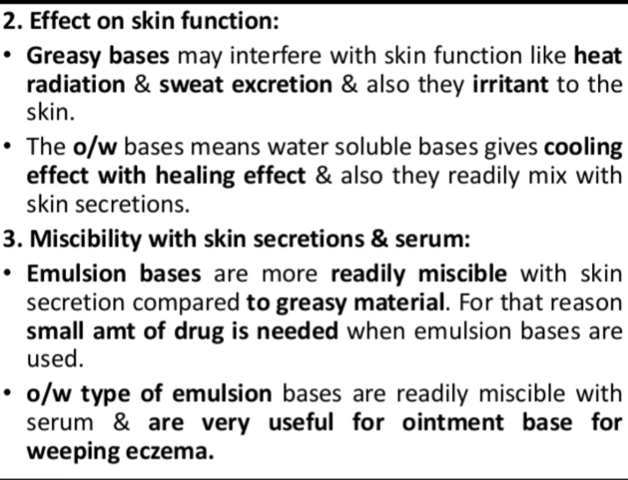 2. Effect on skin function:
• Greasy bases may interfere with skin function like heat
radiation & sweat excretion & also they irritant to the
skin.
• The o/w bases means water soluble bases gives cooling
effect with healing effect & also they readily mix with
skin secretions.
3. Miscibility with skin secretions & serum:
• Emulsion bases are more readily miscible with skin
secretion compared to greasy material. For that reason
small amt of drug is needed when emulsion bases are
used.
• o/w type of emulsion bases are readily miscible with
serum & are very useful for ointment base for
weeping eczema.